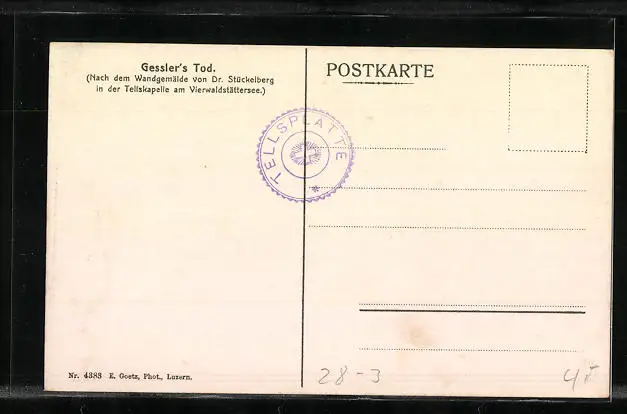 Gessler's Tod.
(Nach dem Wandgemälde von Dr. Stückelberg
in der Tellskapelle am Vierwaldstättersee.)
POSTKARTE
TELLSPLATTE
Nr. 4383 E. Goetz, Phot., Luzern.
28-3